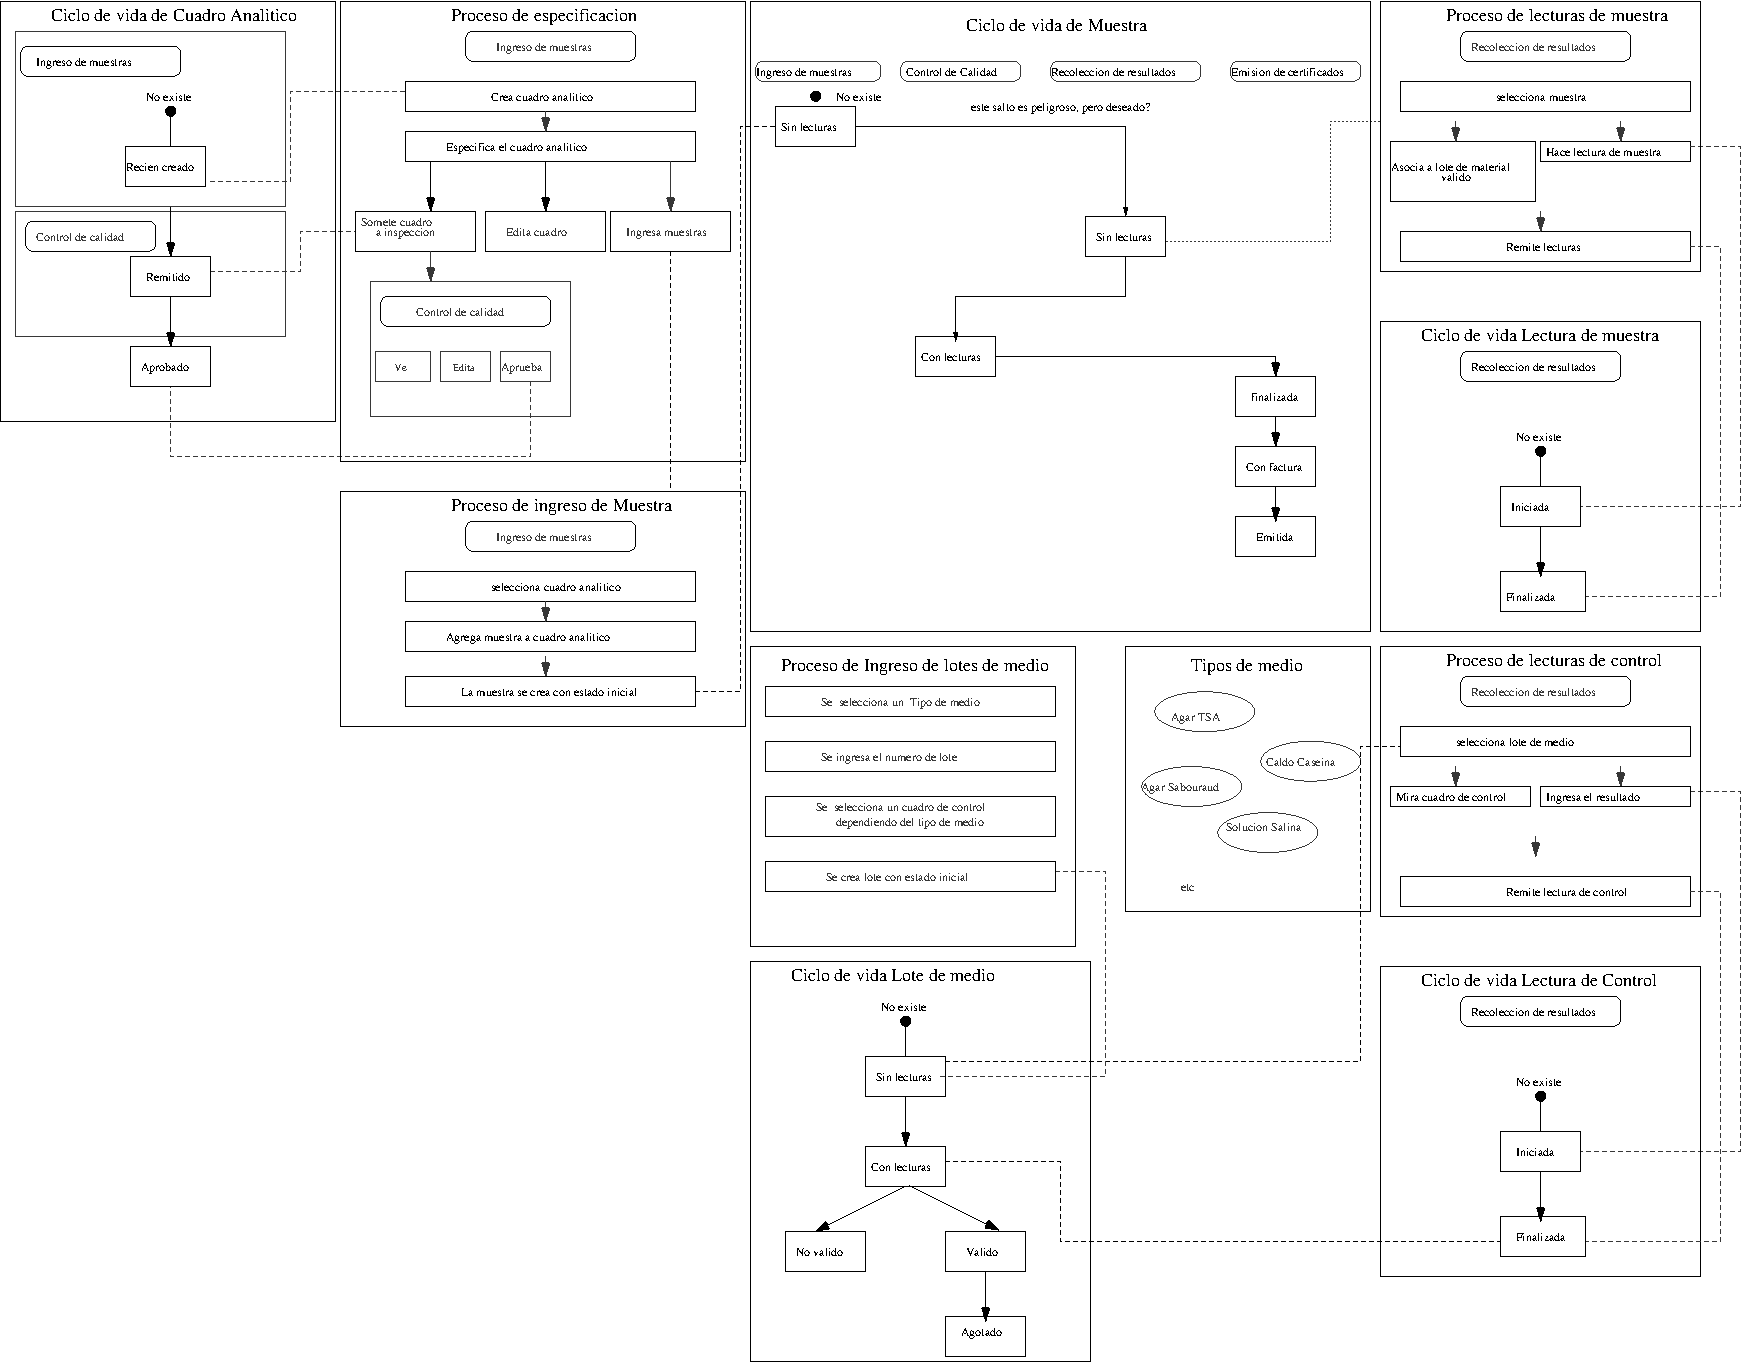 Ciclo de vida de Cuadro Analitico
Ingreso de muestras
No existe
Recien creado
Control de calidad
Remitido
Aprobado
Proceso de especificacion
Ingreso de muestras
Crea cuadro analitico
Especifica el cuadro analitico
Somete cuadro
a inspeccion
Edita cuadro
Ingresa muestras
Control de calidad
Ve
Edita
Aprueba
Proceso de ingreso de Muestra
Ingreso de muestras
selecciona cuadro analitico
Agrega muestra a cuadro analitico
La muestra se crea con estado inicial
Ciclo de vida de Muestra
Ingreso de muestras
Control de Calidad
Recoleccion de resultados
Emision de certificados
No existe
este salto es peligroso, pero deseado?
Sin lecturas
Sin lecturas
Con lecturas
Finalizada
Con factura
Emitida
Proceso de lecturas de muestra
Recoleccion de resultados
selecciona muestra
Asocia a lote de material
valido
Hace lectura de muestra
Remite lecturas
Ciclo de vida Lectura de muestra
Recoleccion de resultados
No existe
Iniciada
Finalizada
Proceso de Ingreso de lotes de medio
Se selecciona un Tipo de medio
Se ingresa el numero de lote
Se selecciona un cuadro de control
dependiendo del tipo de medio
Se crea lote con estado inicial
Tipos de medio
Agar TSA
Caldo Caseina
Agar Sabouraud
Solucion Salina
etc
Proceso de lecturas de control
Recoleccion de resultados
selecciona lote de medio
Mira cuadro de control
Ingresa el resultado
Remite lectura de control
Ciclo de vida Lote de medio
No existe
Sin lecturas
Con lecturas
No valido
Valido
Agotado
Ciclo de vida Lectura de Control
Recoleccion de resultados
No existe
Iniciada
Finalizada